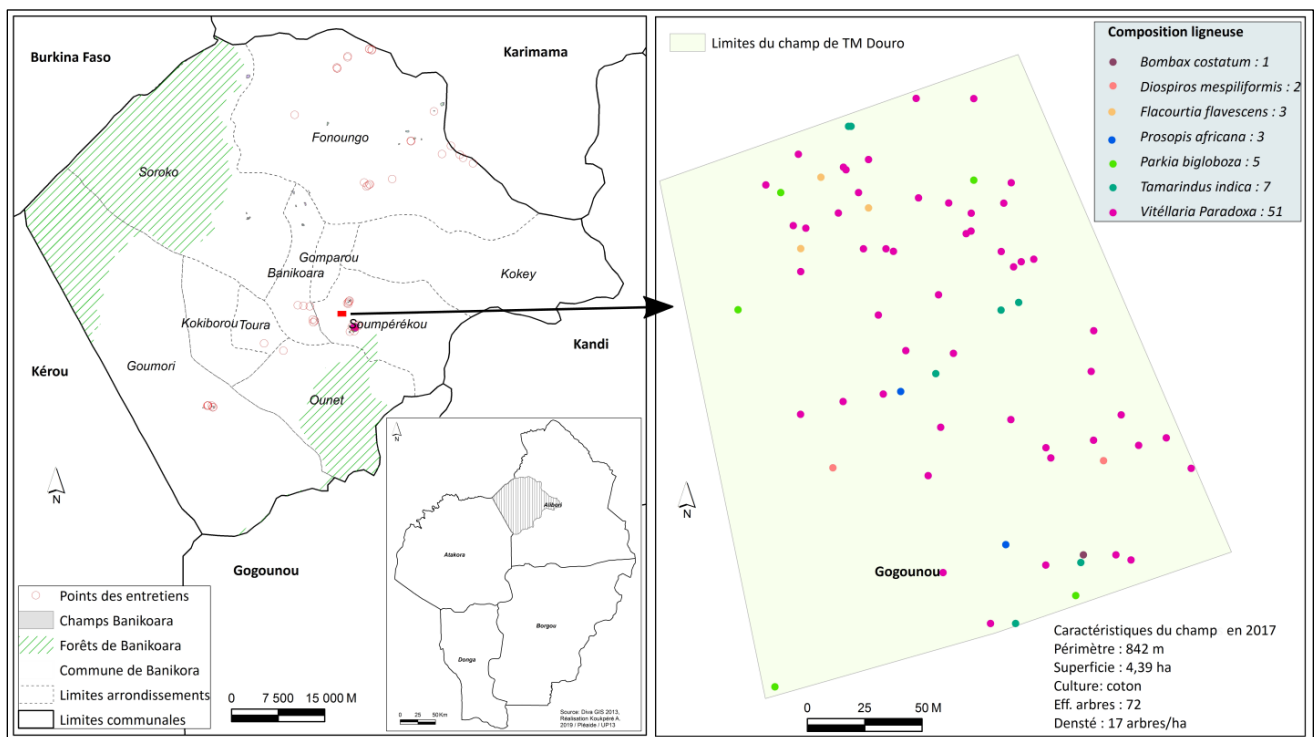 Burkina Faso
Karimama
Fonoungo
Soroko
Gomparou
Banikoara
Kokey
Kokiborou
Toura
Soumpérékou
Kandi
Goumori
Kérou
Ounet
N
Gogounou
Points des entretiens
Champs Banikoara
Forêts de Banikoara
Commune de Banikora
Limites arrondissements
Limites communales
0 7 500 15 000 M
N
Alibori
Atakora
Borgou
Donga
0 25 50 Km
Source: Diva GIS 2013,
Réalisation Koukpéré A.
2019 / Pléiade / UP13
Limites du champ de TM Douro
Composition ligneuse
Bombax costatum : 1
Diospiros mespiliformis : 2
Flacourtia flavescens : 3
Prosopis africana : 3
Parkia bigloboza : 5
Tamarindus indica : 7
Vitéllaria Paradoxa : 51
N
Gogounou
Caractéristiques du champ en 2017
Périmètre : 842 m
Superficie : 4,39 ha
Culture: coton
Eff. arbres : 72
Densté : 17 arbres/ha
0 25 50 M